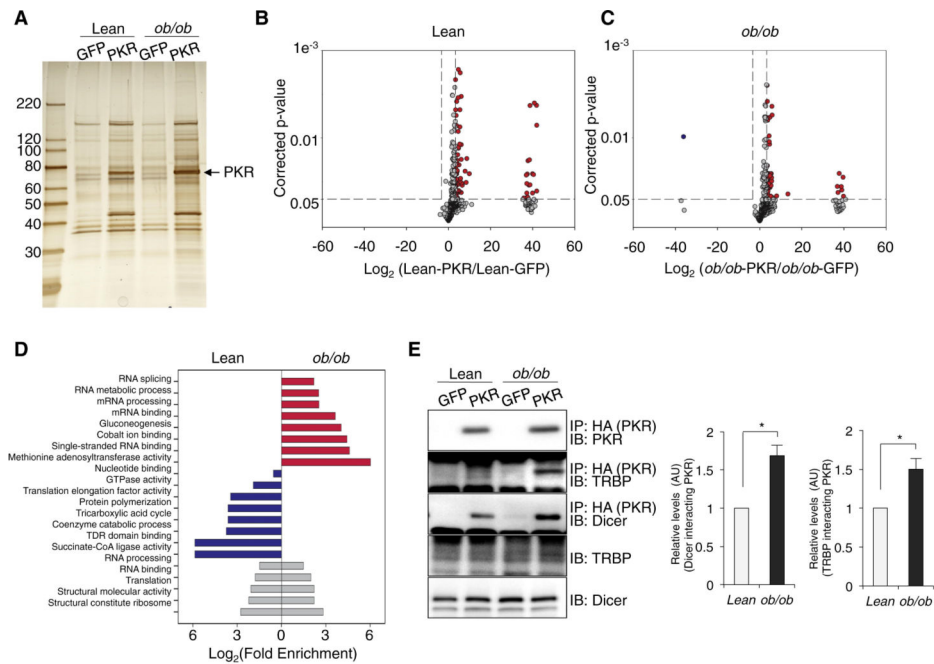 A
Lean
ob/ob
GFP
PKR
GFP
PKR
220
120
100
80
60
50
40
30
PKR
B
Lean
1e-3
0.01
0.05
Corrected p-value
-60 -40 -20 0 20 40 60
Log2 (Lean-PKR/Lean-GFP)
C
ob/ob
1e-3
0.01
0.05
Corrected p-value
-60 -40 -20 0 20 40 60
Log2 (ob/ob-PKR/ob/ob-GFP)
D
Lean
ob/ob
RNA splicing
RNA metabolic process
mRNA processing
mRNA binding
Gluconeogenesis
Cobalt ion binding
Single-stranded RNA binding
Methionine adenosyltransferase activity
Nucleotide binding
GTPase activity
Translation elongation factor activity
Protein polymerization
Tricarboxylic acid cycle
Coenzyme catabolic process
TDR domain binding
Succinate-CoA ligase activity
RNA processing
RNA binding
Translation
Structural molecular activity
Structural constitute ribosome
6 3 0 3 6
Log2(Fold Enrichment)
E
Lean
ob/ob
GFP
PKR
GFP
PKR
IP: HA (PKR)
IB: PKR
IP: HA (PKR)
IB: TRBP
IP: HA (PKR)
IB: Dicer
IB: TRBP
IB: Dicer
Relative levels (AU)
(Dicer interacting PKR)
2
1.5
1
0.5
0
*
Lean ob/ob
Relative levels (AU)
(TRBP interacting PKR)
2
1.5
1
0.5
0
*
Lean ob/ob